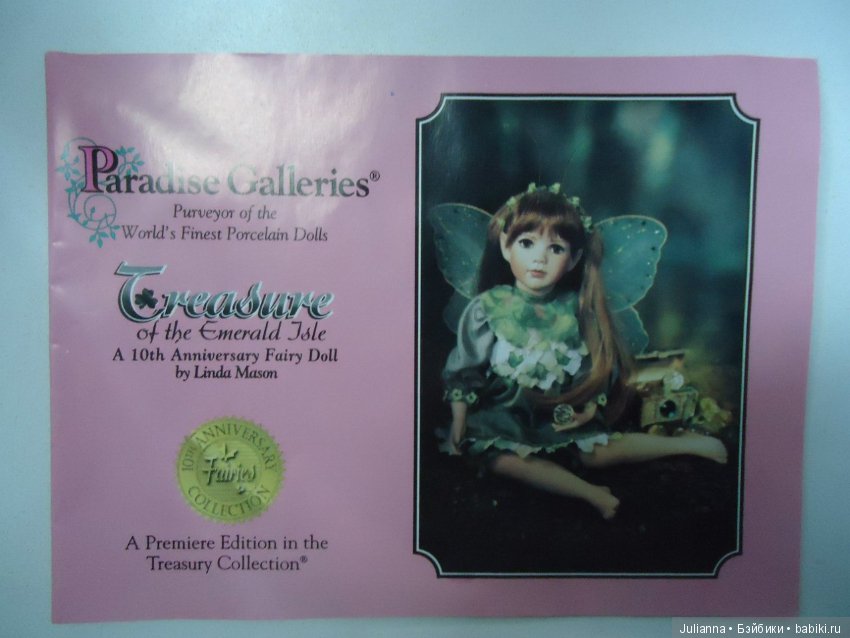 Paradise Galleries®
Purveyor of the
World's Finest Porcelain Dolls
Treasure
of the Emerald Isle
A 10th Anniversary Fairy Doll
by Linda Mason
10TH ANNIVERSARY
Fairies
COLLECTION
A Premiere Edition in the
Treasury Collection®
Julianna • Бэйбики • babiki.ru